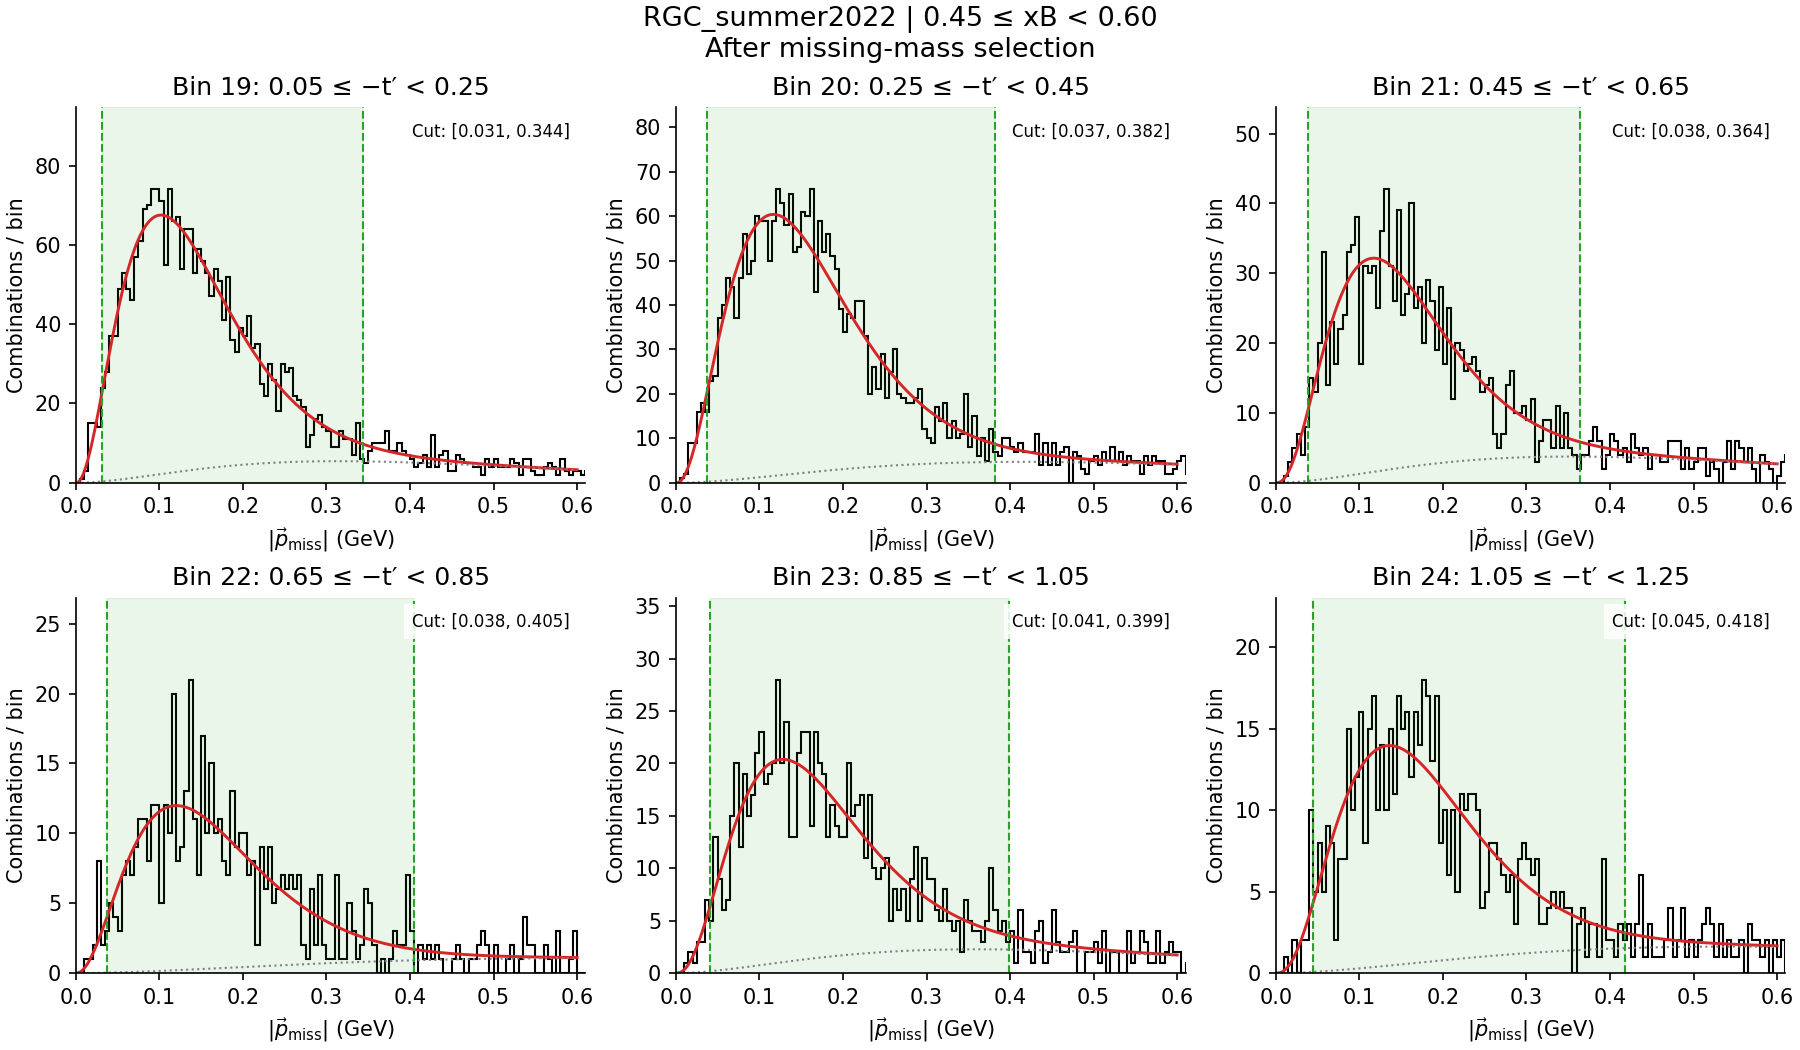 RGC_summer2022 | 0.45 ≤ xB < 0.60
After missing-mass selection
Bin 19: 0.05 ≤ −t′ < 0.25
Cut: [0.031, 0.344]
Combinations / bin
80
60
40
20
0
0.0 0.1 0.2 0.3 0.4 0.5 0.6
|p⃗miss| (GeV)
Bin 20: 0.25 ≤ −t′ < 0.45
Cut: [0.037, 0.382]
Combinations / bin
80
70
60
50
40
30
20
10
0
0.0 0.1 0.2 0.3 0.4 0.5 0.6
|p⃗miss| (GeV)
Bin 21: 0.45 ≤ −t′ < 0.65
Cut: [0.038, 0.364]
Combinations / bin
50
40
30
20
10
0
0.0 0.1 0.2 0.3 0.4 0.5 0.6
|p⃗miss| (GeV)
Bin 22: 0.65 ≤ −t′ < 0.85
Cut: [0.038, 0.405]
Combinations / bin
25
20
15
10
5
0
0.0 0.1 0.2 0.3 0.4 0.5 0.6
|p⃗miss| (GeV)
Bin 23: 0.85 ≤ −t′ < 1.05
Cut: [0.041, 0.399]
Combinations / bin
35
30
25
20
15
10
5
0
0.0 0.1 0.2 0.3 0.4 0.5 0.6
|p⃗miss| (GeV)
Bin 24: 1.05 ≤ −t′ < 1.25
Cut: [0.045, 0.418]
Combinations / bin
20
15
10
5
0
0.0 0.1 0.2 0.3 0.4 0.5 0.6
|p⃗miss| (GeV)